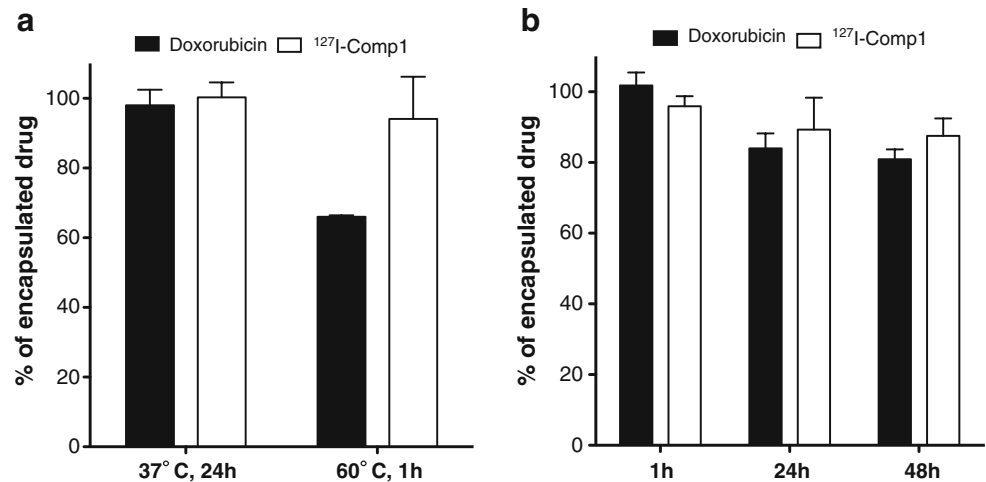 a
Doxorubicin ¹²⁷I-Comp1
% of encapsulated drug
100
80
60
40
20
0
37° C, 24h 60° C, 1h
b
Doxorubicin ¹²⁷I-Comp1
% of encapsulated drug
100
80
60
40
20
0
1h 24h 48h